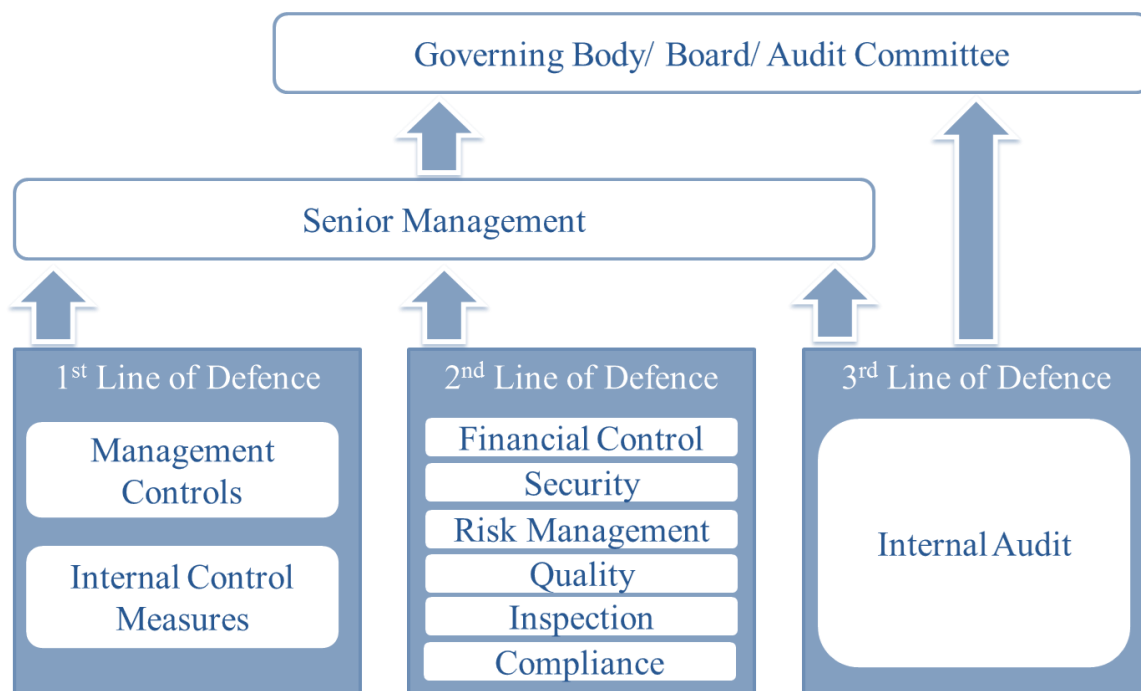 Governing Body/ Board/ Audit Committee
Senior Management
1st Line of Defence
Management
Controls
Internal Control
Measures
2nd Line of Defence
Financial Control
Security
Risk Management
Quality
Inspection
Compliance
3rd Line of Defence
Internal Audit